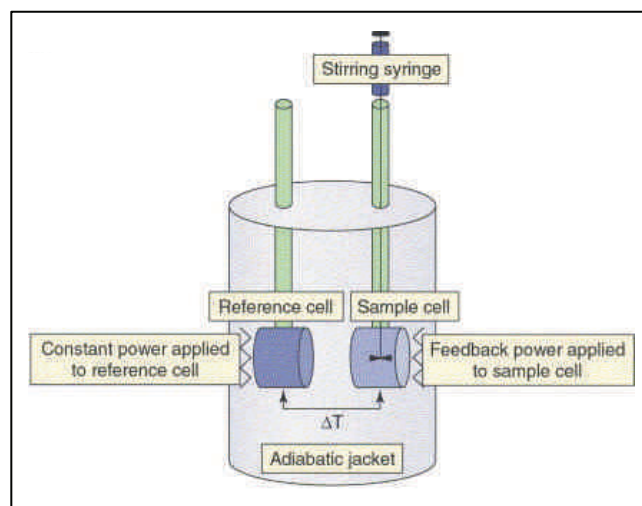 Stirring syringe
Reference cell
Sample cell
Constant power applied
to reference cell
Feedback power applied
to sample cell
ΔT
Adiabatic jacket